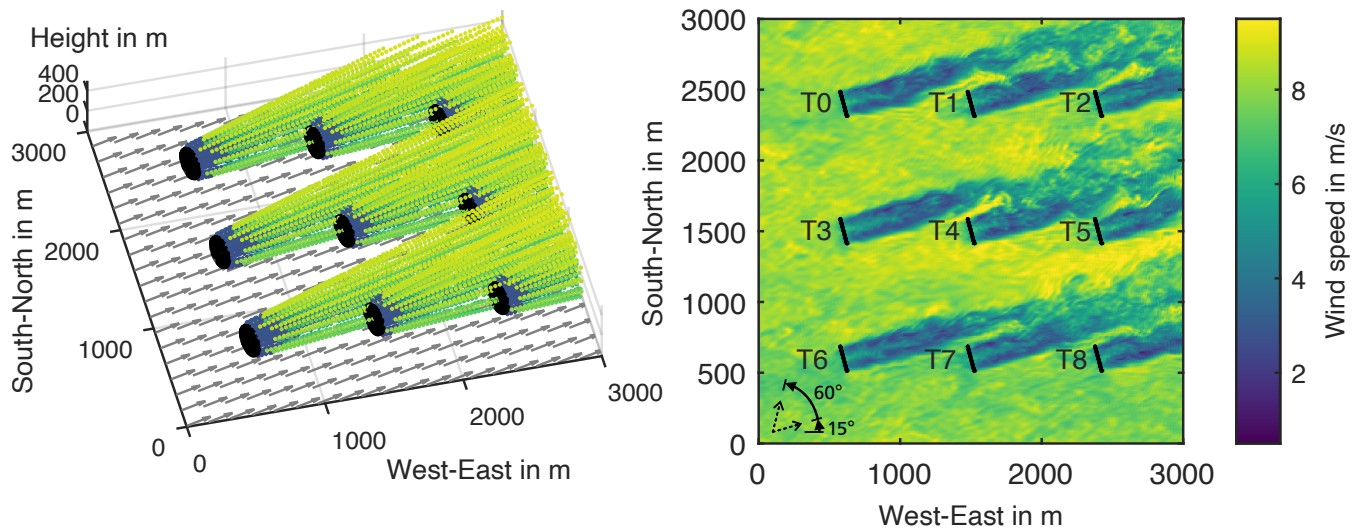 Height in m
400
200
0
3000
2000
1000
0
South-North in m
0
1000
2000
3000
West-East in m
3000
2500
2000
1500
1000
500
0
South-North in m
T0 T1 T2
T3 T4 T5
T6 T7 T8
60°
15°
0 1000 2000 3000
West-East in m
8
6
4
2
Wind speed in m/s